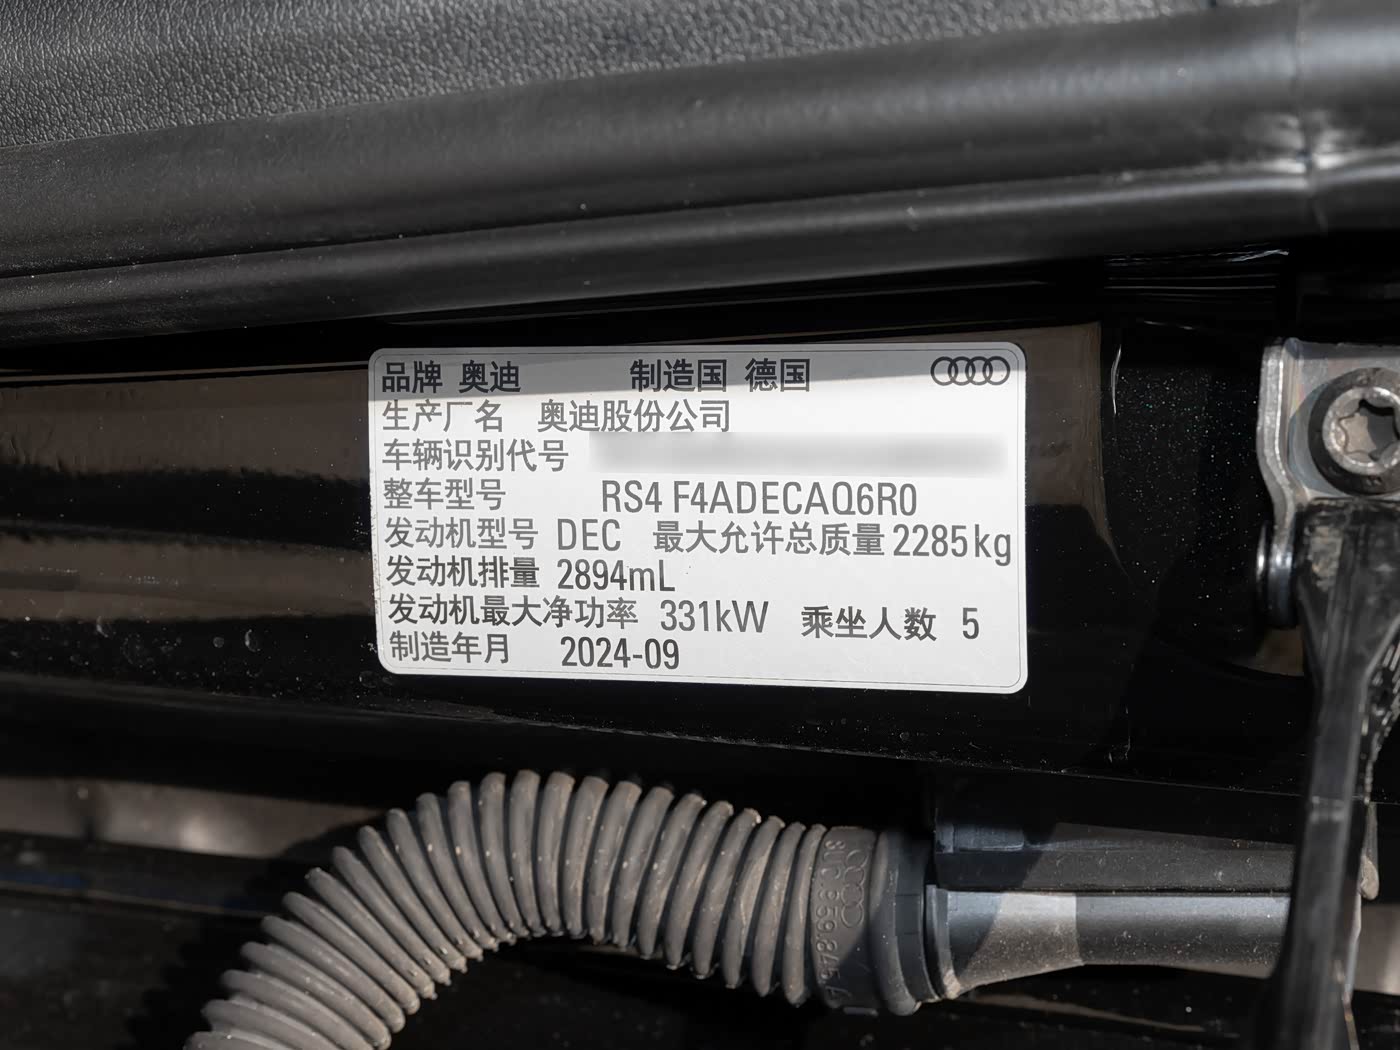 品牌 奥迪 制造国 德国
生产厂名 奥迪股份公司
车辆识别代号
整车型号 RS4 F4ADECAQ6R0
发动机型号 DEC 最大允许总质量 2285kg
发动机排量 2894mL
发动机最大净功率 331kW 乘坐人数 5
制造年月 2024-09